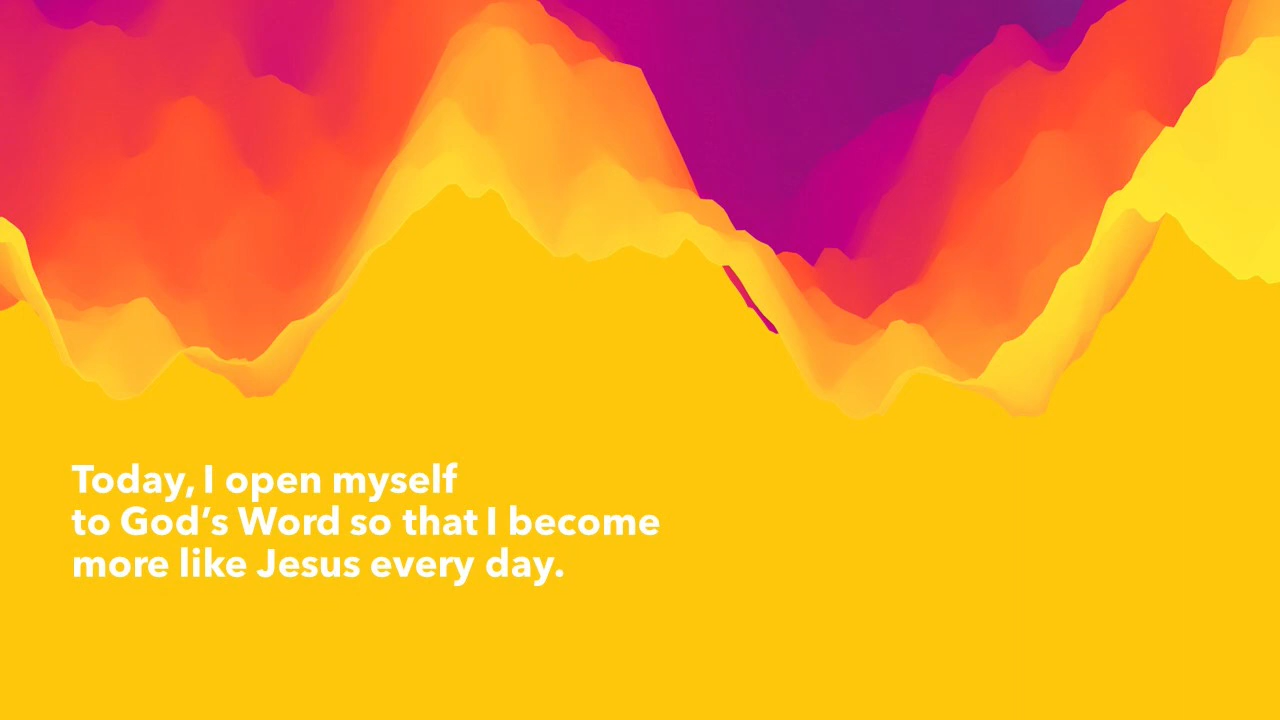 Today, I open myself
to God’s Word so that I become
more like Jesus every day.